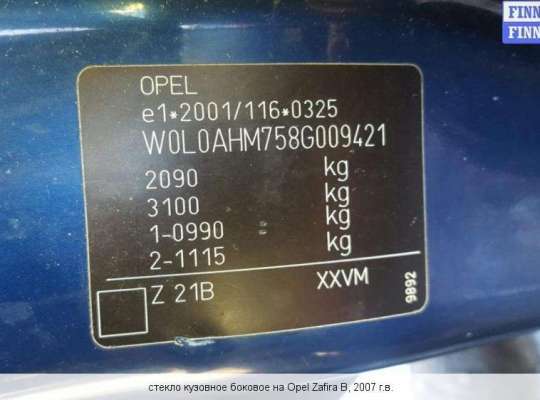 FINN
FINN
OPEL
e1*2001/116*0325
W0L0AHM758G009421
2090 kg
3100 kg
1-0990 kg
2-1115 kg
Z 21B XXVM
9892
стекло кузовное боковое на Opel Zafira B, 2007 г.в.